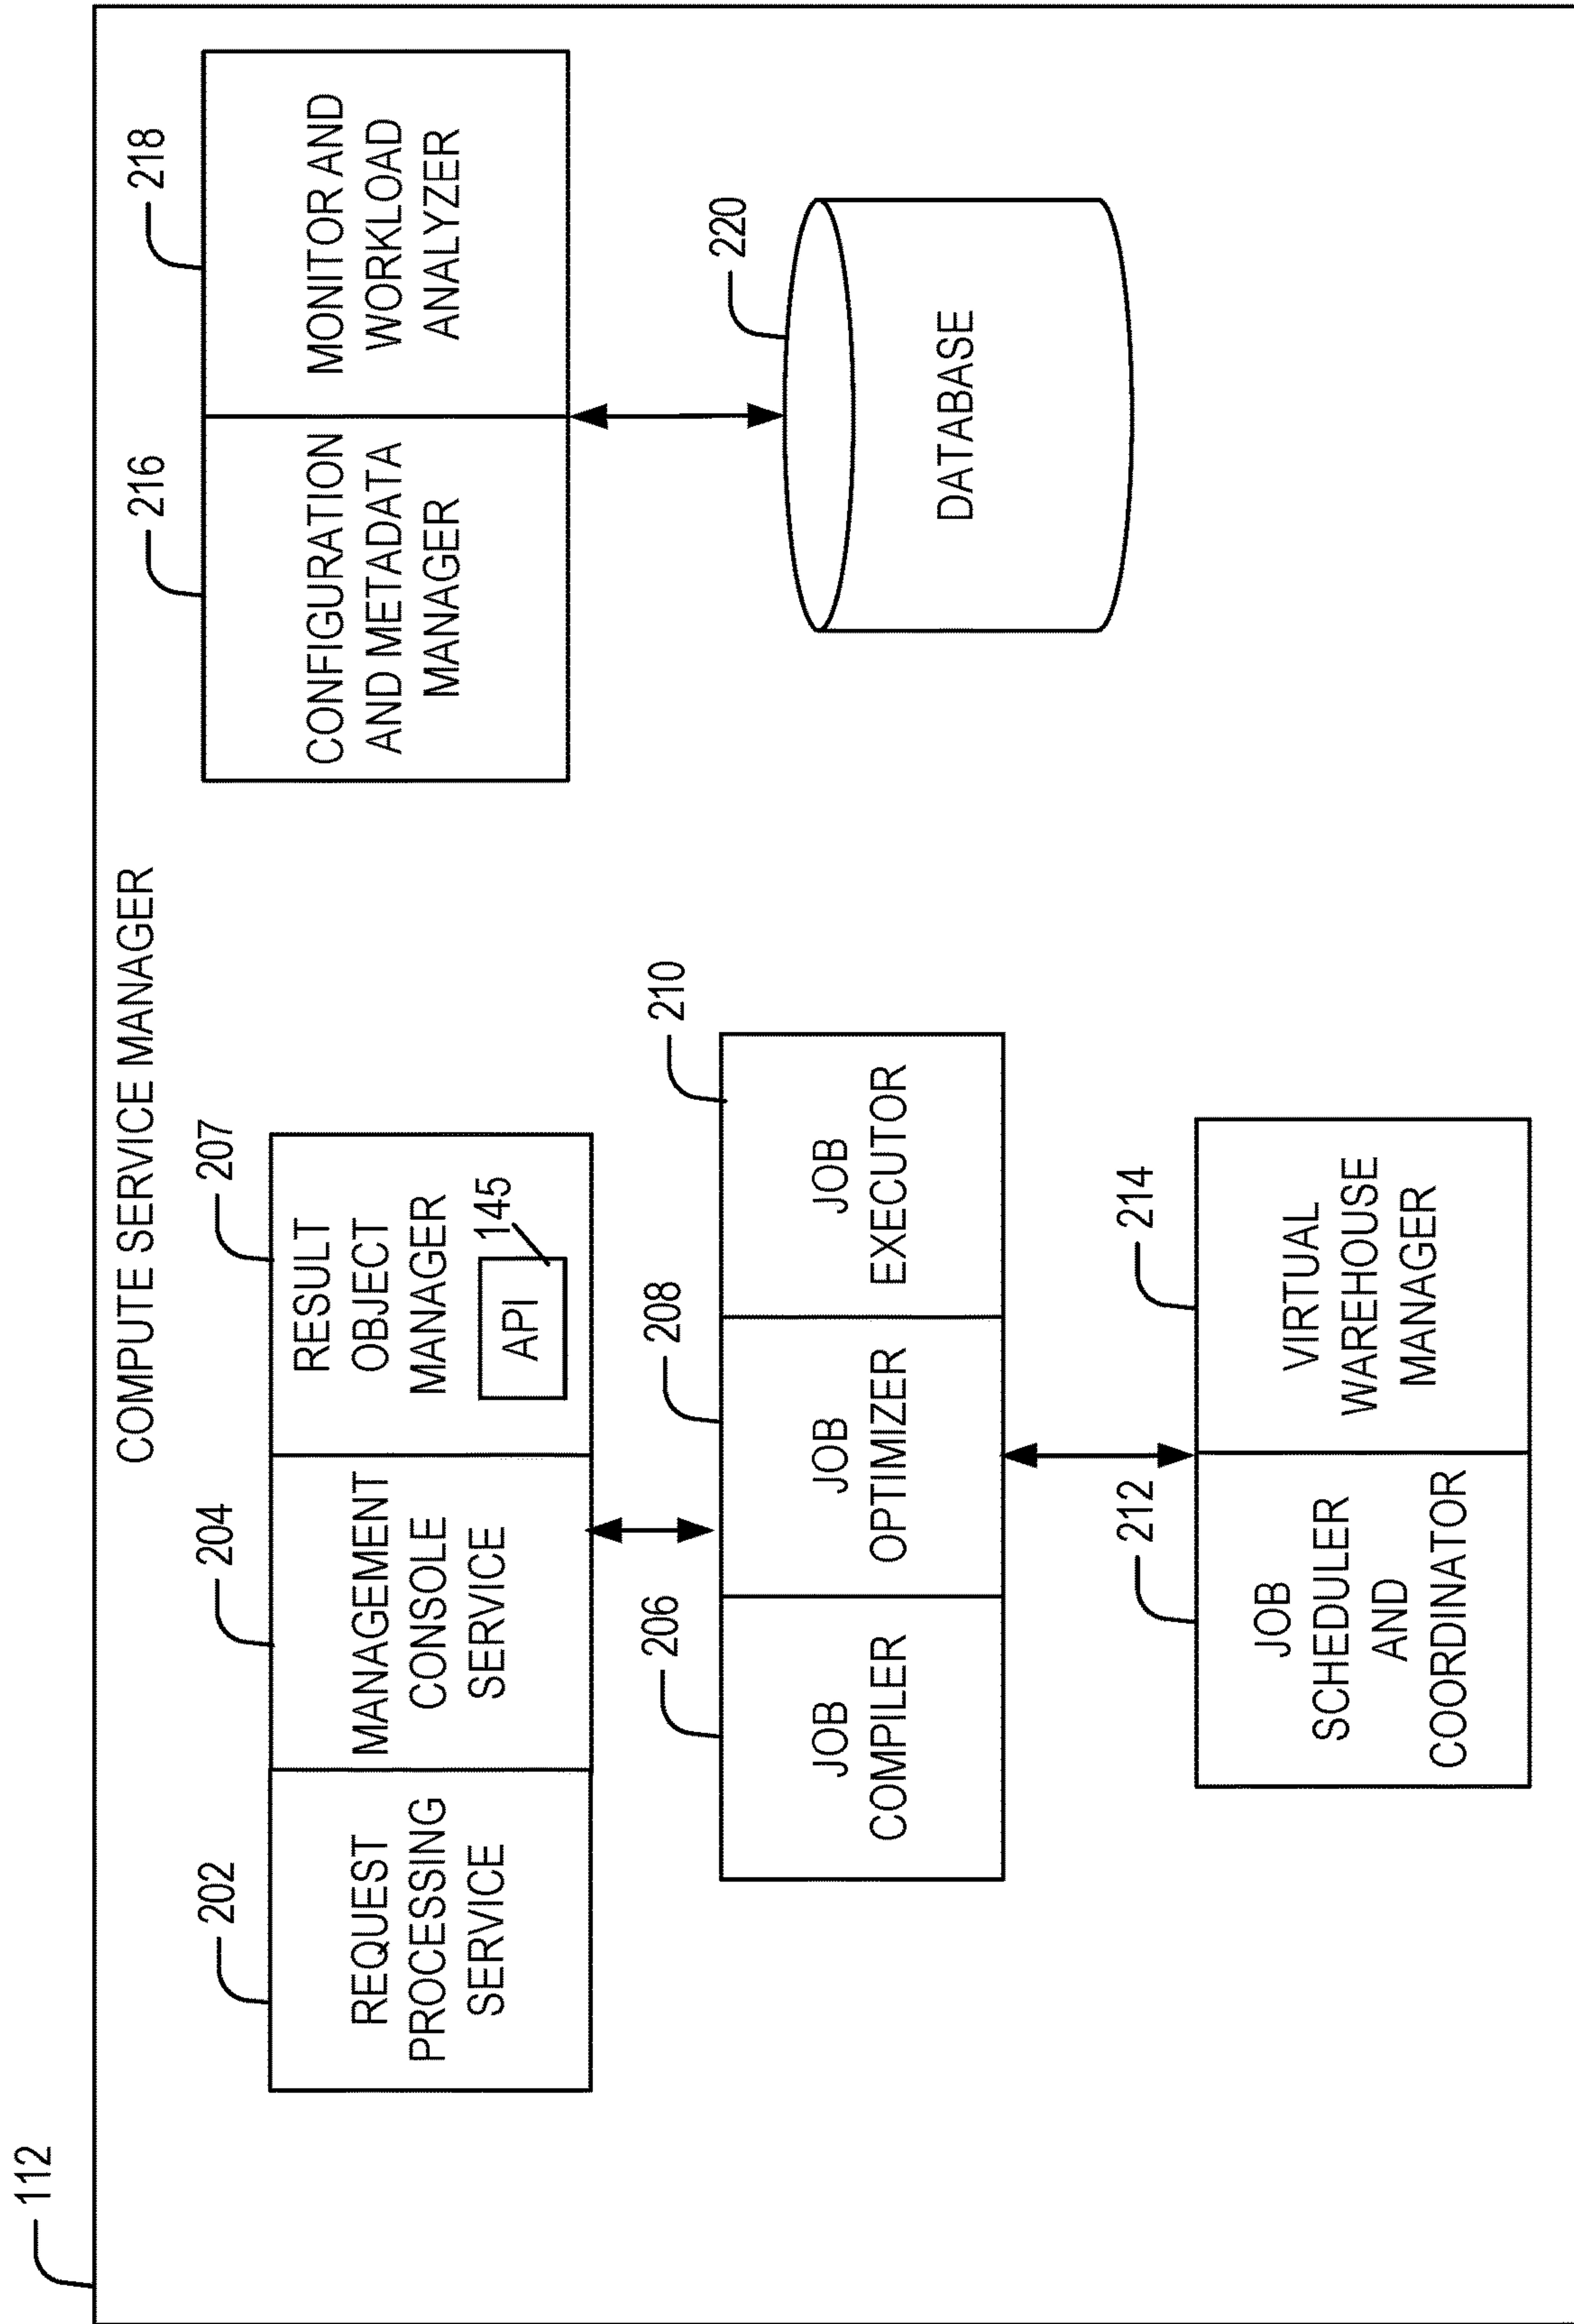 112
COMPUTE SERVICE MANAGER
202
REQUEST
PROCESSING
SERVICE
204
MANAGEMENT
CONSOLE
SERVICE
207
RESULT
OBJECT
MANAGER
API
145
206
JOB
COMPILER
208
JOB
OPTIMIZER
210
JOB
EXECUTOR
212
JOB
SCHEDULER
AND
COORDINATOR
214
VIRTUAL
WAREHOUSE
MANAGER
216
CONFIGURATION
AND METADATA
MANAGER
218
MONITOR AND
WORKLOAD
ANALYZER
220
DATABASE